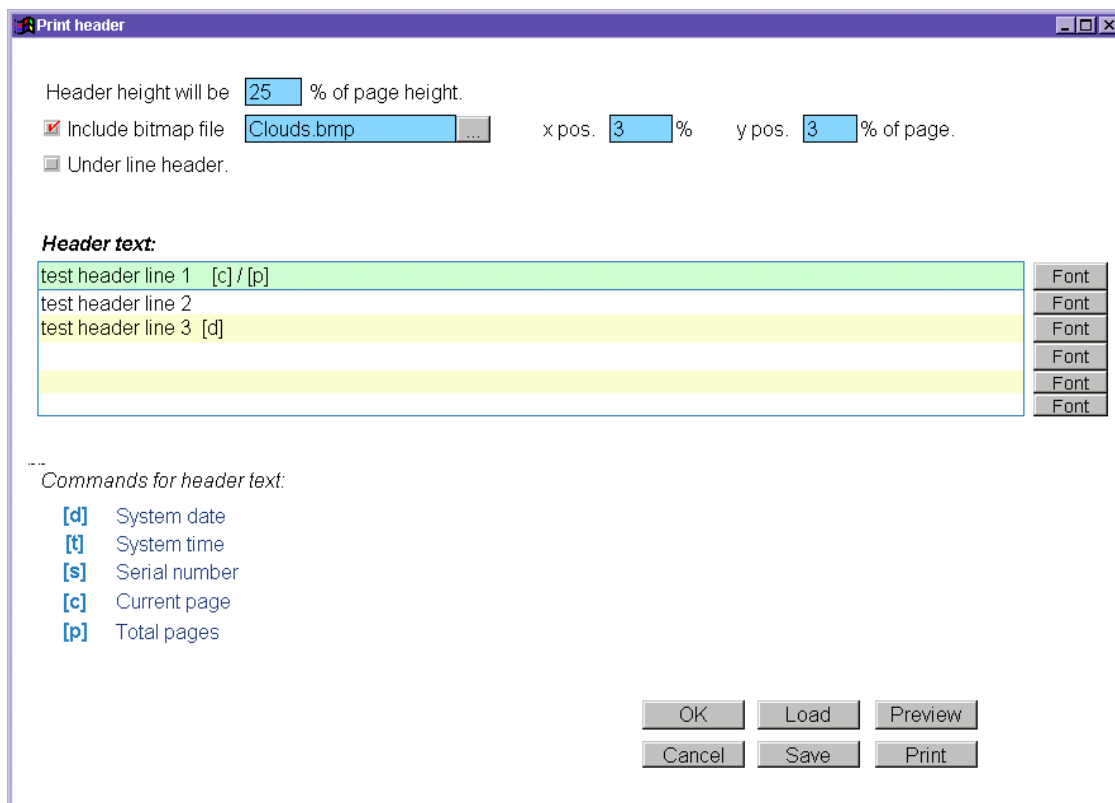 Print header
Header height will be 25 % of page height.
Include bitmap file Clouds.bmp ... x pos. 3 % y pos. 3 % of page.
Under line header.
Header text:
test header line 1 [c] / [p] Font
test header line 2 Font
test header line 3 [d] Font
Font
Font
Font
Commands for header text:
[d] System date
[t] System time
[s] Serial number
[c] Current page
[p] Total pages
OK Load Preview
Cancel Save Print